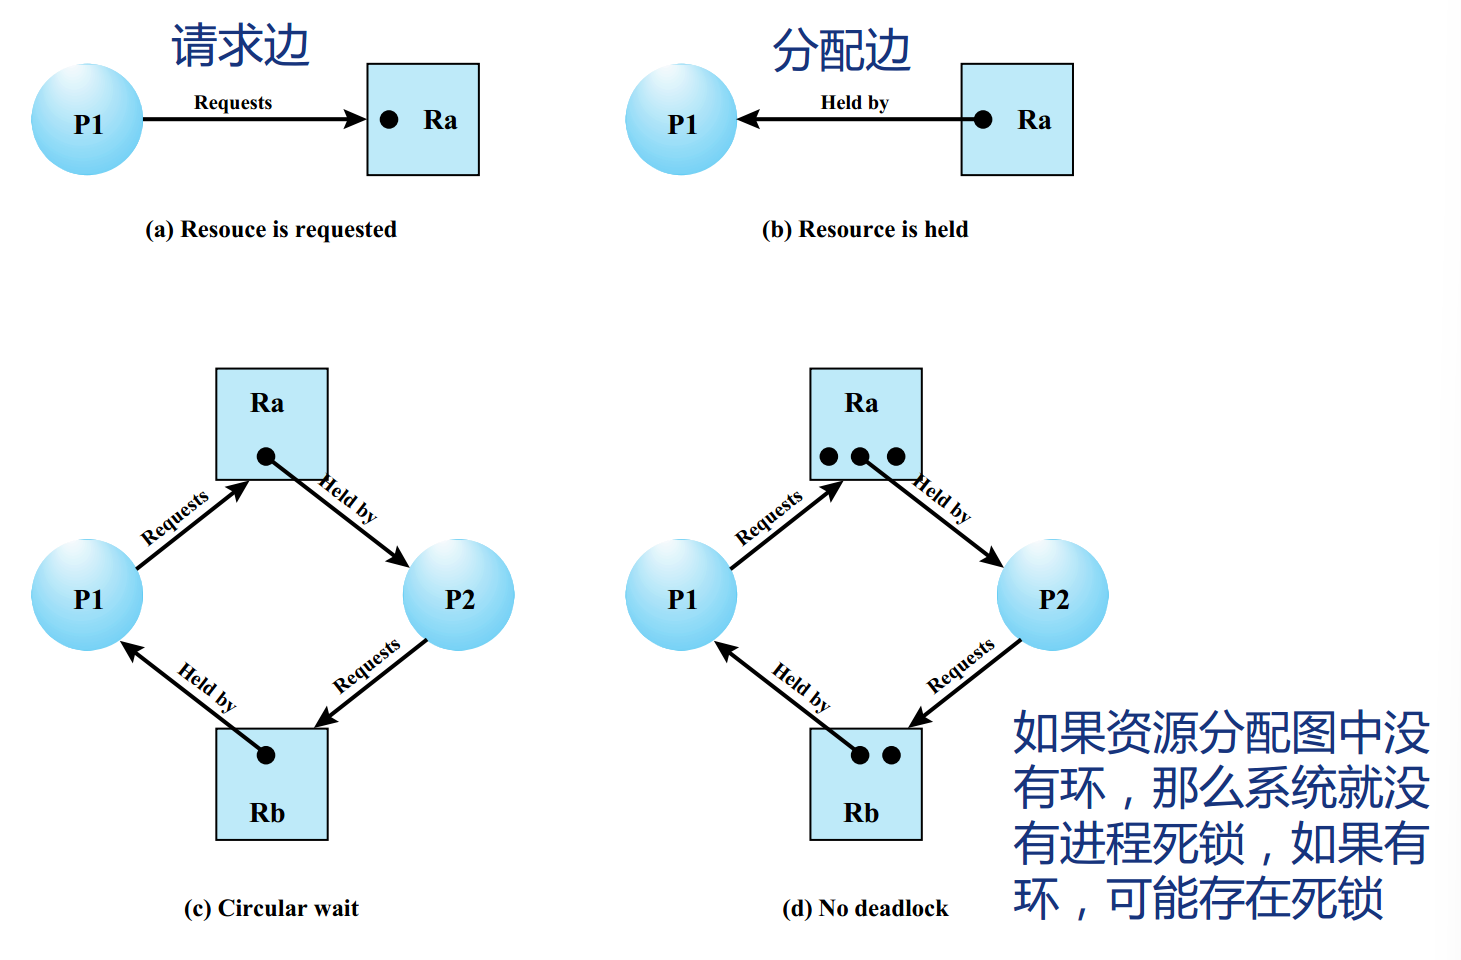 请求边
分配边
Requests
Held by
P1
Ra
P1
Ra
(a) Resouce is requested
(b) Resource is held
Ra
Requests
Held by
P1
P2
Held by
Requests
Rb
(c) Circular wait
Ra
Requests
Held by
P1
P2
Held by
Requests
Rb
(d) No deadlock
如果资源分配图中没
有环，那么系统就没
有进程死锁，如果有
环，可能存在死锁